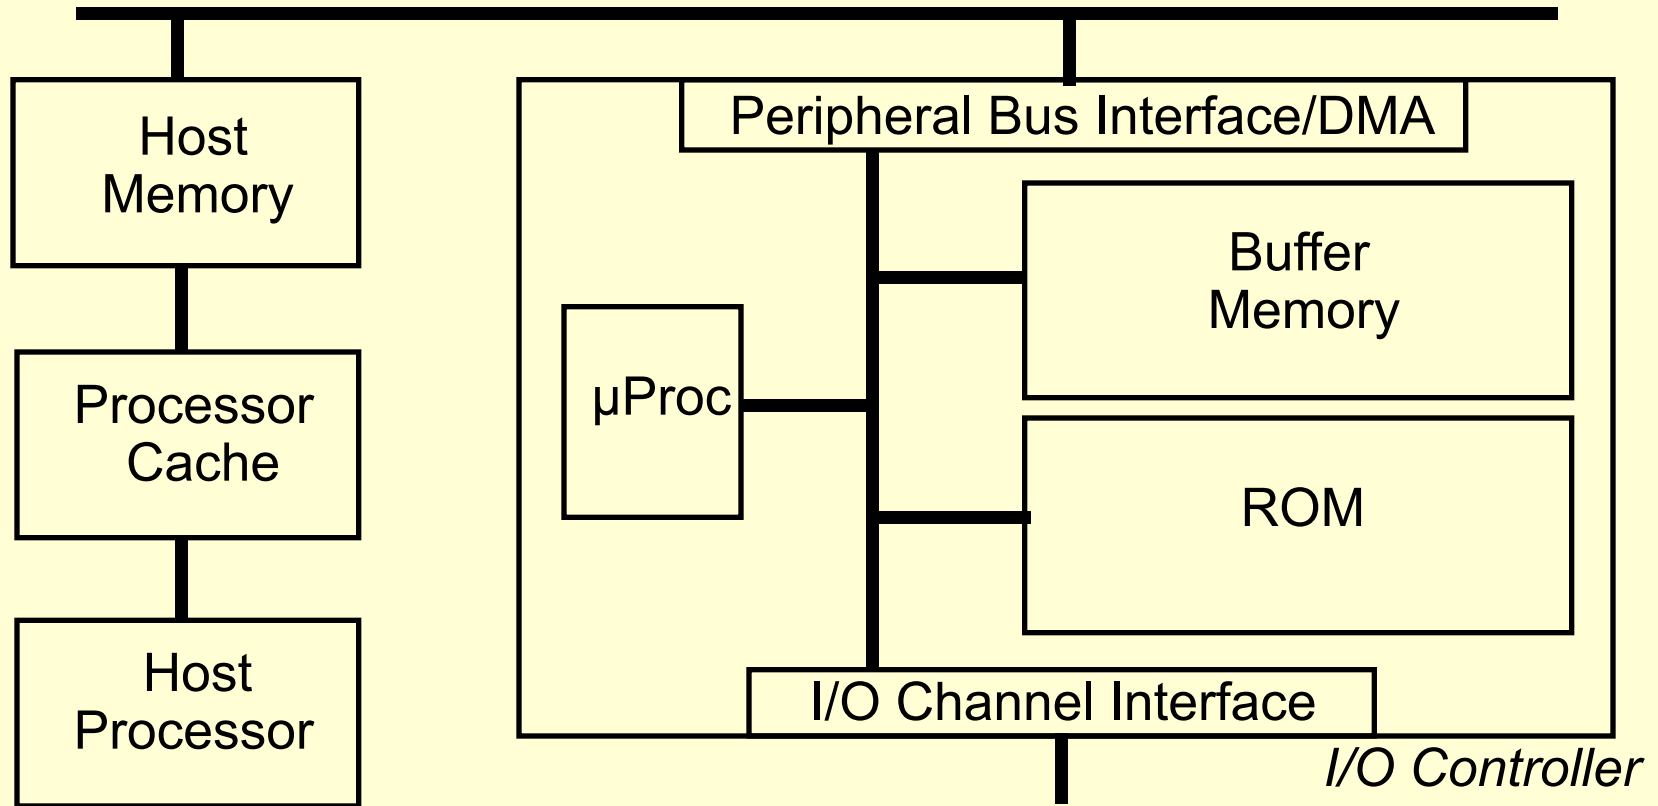 Host
Memory
Processor
Cache
Host
Processor
Peripheral Bus Interface/DMA
Buffer
Memory
µProc
ROM
I/O Channel Interface
I/O Controller